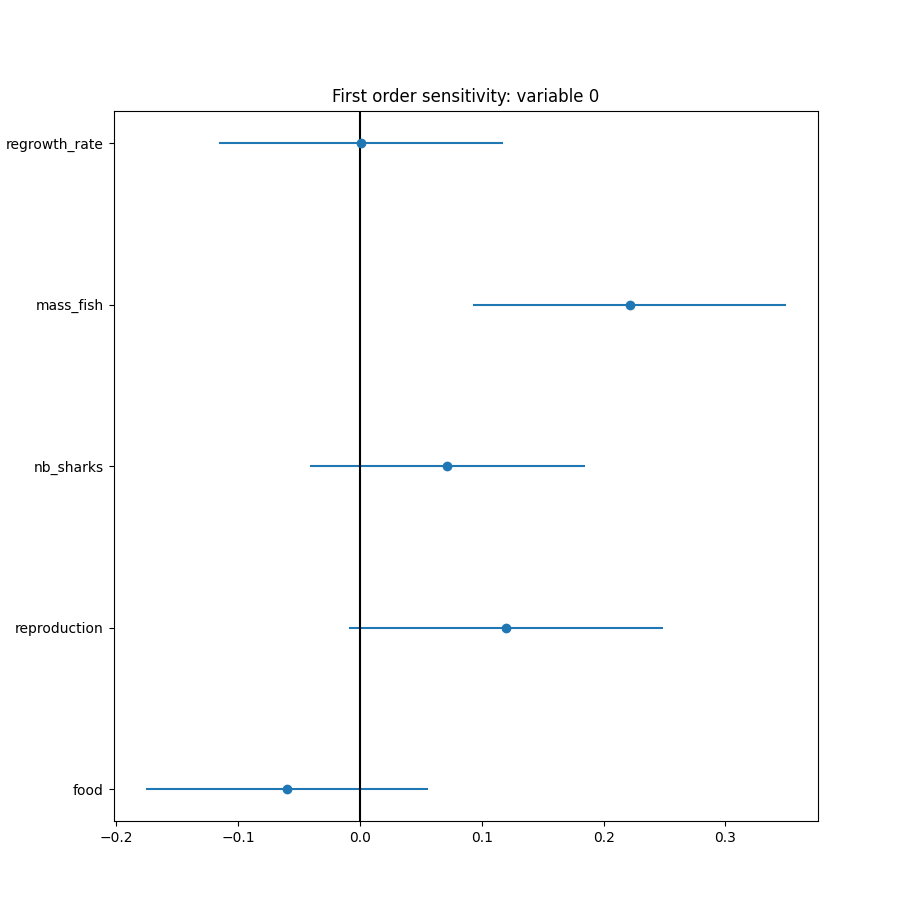 First order sensitivity: variable 0
regrowth_rate
mass_fish
nb_sharks
reproduction
food
−0.2 −0.1 0.0 0.1 0.2 0.3